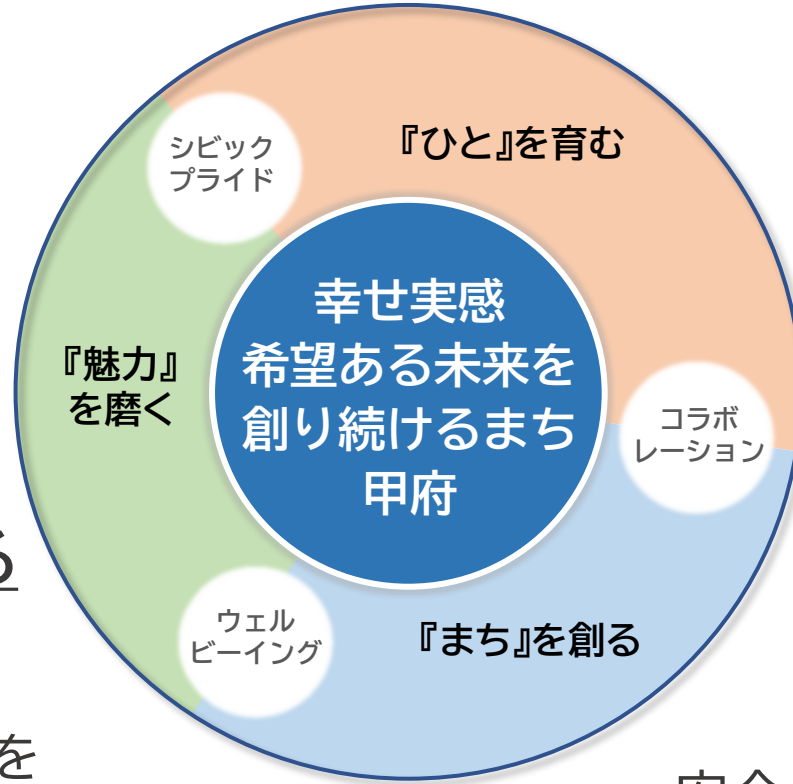 シビック
プライド
『ひと』を育む
幸せ実感
希望ある未来を
創り続けるまち
甲府
『魅力』
を磨く
コラボ
レーション
る
ウェル
ビーイング
『まち』を創る
を